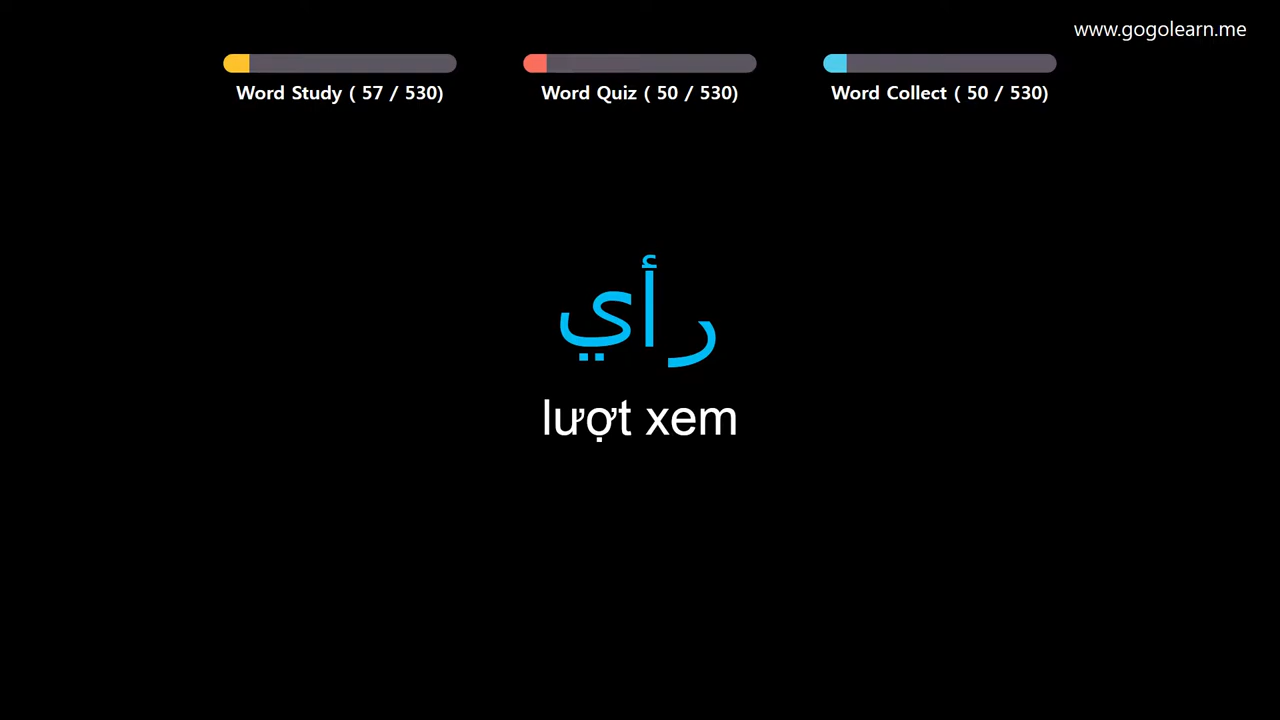 www.gogolearn.me
Word Study ( 57 / 530)
Word Quiz ( 50 / 530)
Word Collect ( 50 / 530)
رأي
lượt xem